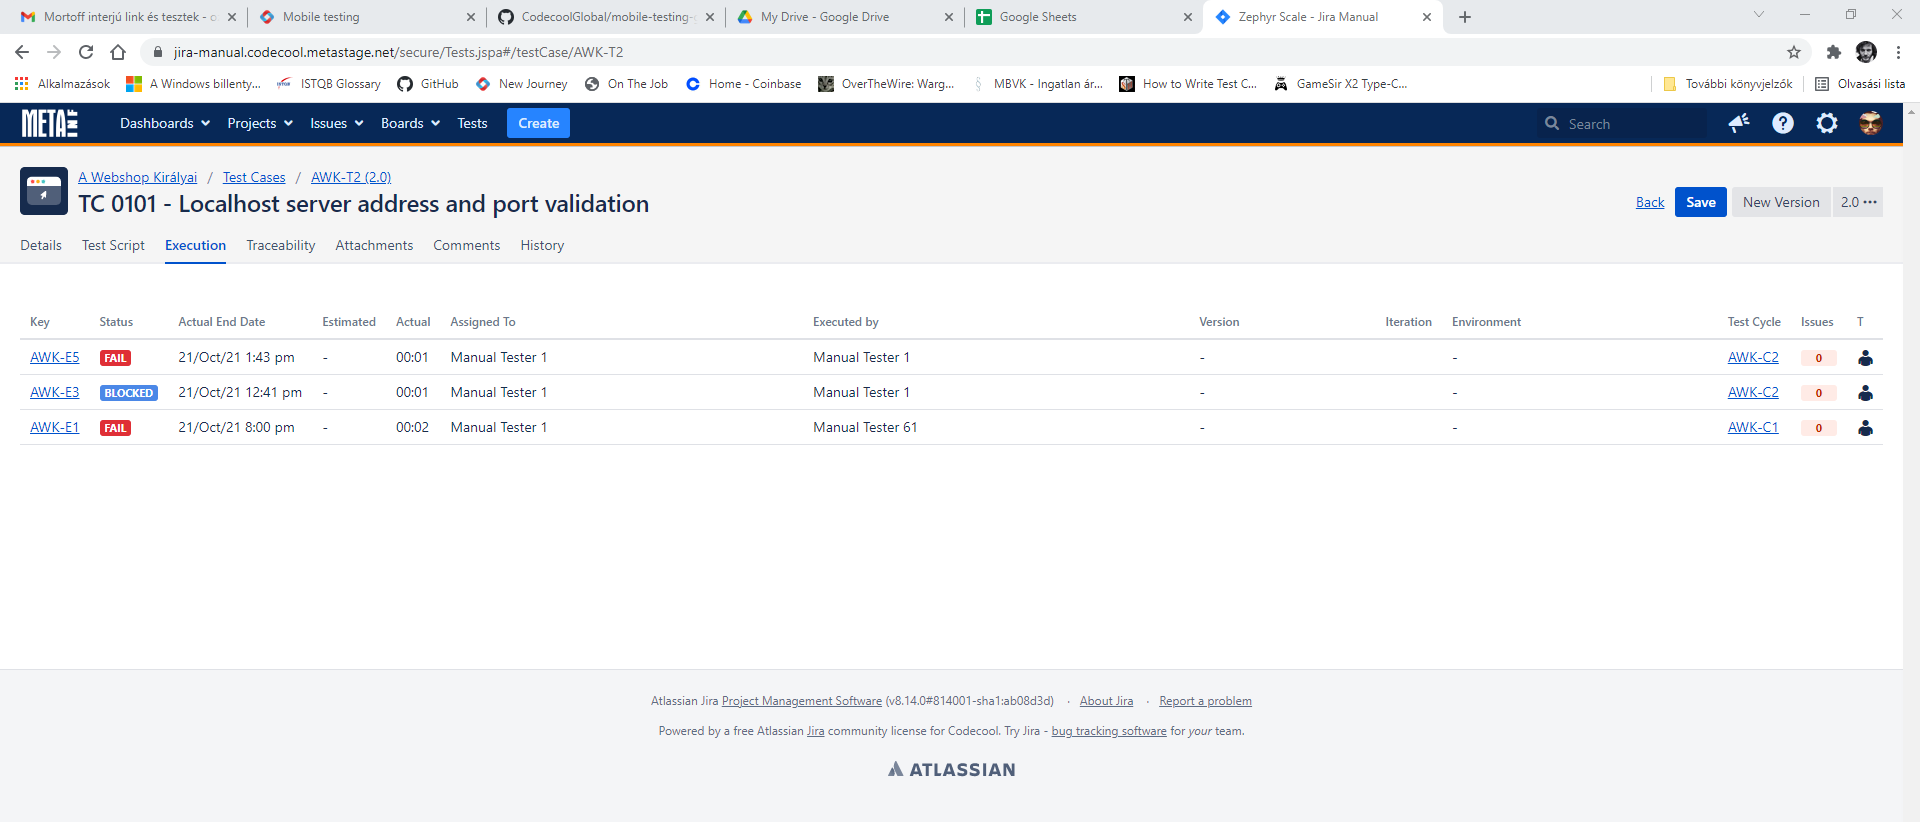 Mortoff interjú link és tesztek - o
Mobile testing
CodecoolGlobal/mobile-testing-
My Drive - Google Drive
Google Sheets
Zephyr Scale - Jira Manual
jira-manual.codecool.metastage.net/secure/Tests.jspa#/testCase/AWK-T2
Alkalmazások
A Windows billenty...
ISTQB Glossary
GitHub
New Journey
On The Job
Home - Coinbase
OverTheWire: Warg...
MBVK - Ingatlan ár...
How to Write Test C...
GameSir X2 Type-C...
További könyvjelzők
Olvasási lista
META INF Dashboards Projects Issues Boards Tests Create Search
A Webshop Királyai / Test Cases / AWK-T2 (2.0)
TC 0101 - Localhost server address and port validation
Back Save New Version 2.0 •••
Details Test Script Execution Traceability Attachments Comments History
Key Status Actual End Date Estimated Actual Assigned To Executed by Version Iteration Environment Test Cycle Issues T
AWK-E5 FAIL 21/Oct/21 1:43 pm - 00:01 Manual Tester 1 Manual Tester 1 - - AWK-C2 0
AWK-E3 BLOCKED 21/Oct/21 12:41 pm - 00:01 Manual Tester 1 Manual Tester 1 - - AWK-C2 0
AWK-E1 FAIL 21/Oct/21 8:00 pm - 00:02 Manual Tester 1 Manual Tester 61 - - AWK-C1 0
Atlassian Jira Project Management Software (v8.14.0#814001-sha1:ab08d3d) · About Jira · Report a problem
Powered by a free Atlassian Jira community license for Codecool. Try Jira - bug tracking software for your team.
ATLASSIAN